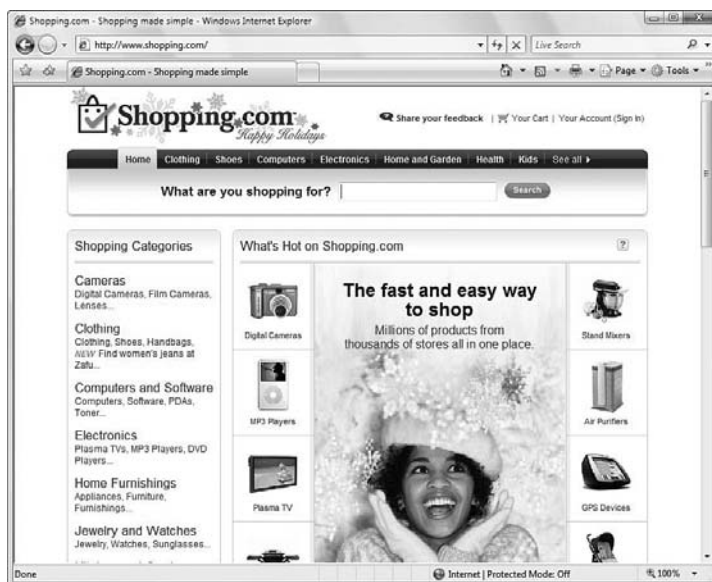 Shopping.com - Shopping made simple - Windows Internet Explorer
http://www.shopping.com/
Live Search
Shopping.com - Shopping made simple
Page
Tools
Shopping.com
Happy Holidays
Share your feedback | Your Cart | Your Account (Sign In)
Home | Clothing | Shoes | Computers | Electronics | Home and Garden | Health | Kids | See all
What are you shopping for?
Search
Shopping Categories
Cameras
Digital Cameras, Film Cameras,
Lenses...
Clothing
Clothing, Shoes, Handbags,
NEW Find women's jeans at
Zafu...
Computers and Software
Computers, Software, PDAs,
Toner...
Electronics
Plasma TVs, MP3 Players, DVD
Players...
Home Furnishings
Appliances, Furniture,
Furnishings...
Jewelry and Watches
Jewelry, Watches, Sunglasses...
What's Hot on Shopping.com
?
Digital Cameras
MP3 Players
Plasma TV
The fast and easy way
to shop
Millions of products from
thousands of stores all in one place.
Stand Mixers
Air Purifiers
GPS Devices
Done
Internet | Protected Mode: Off
100%